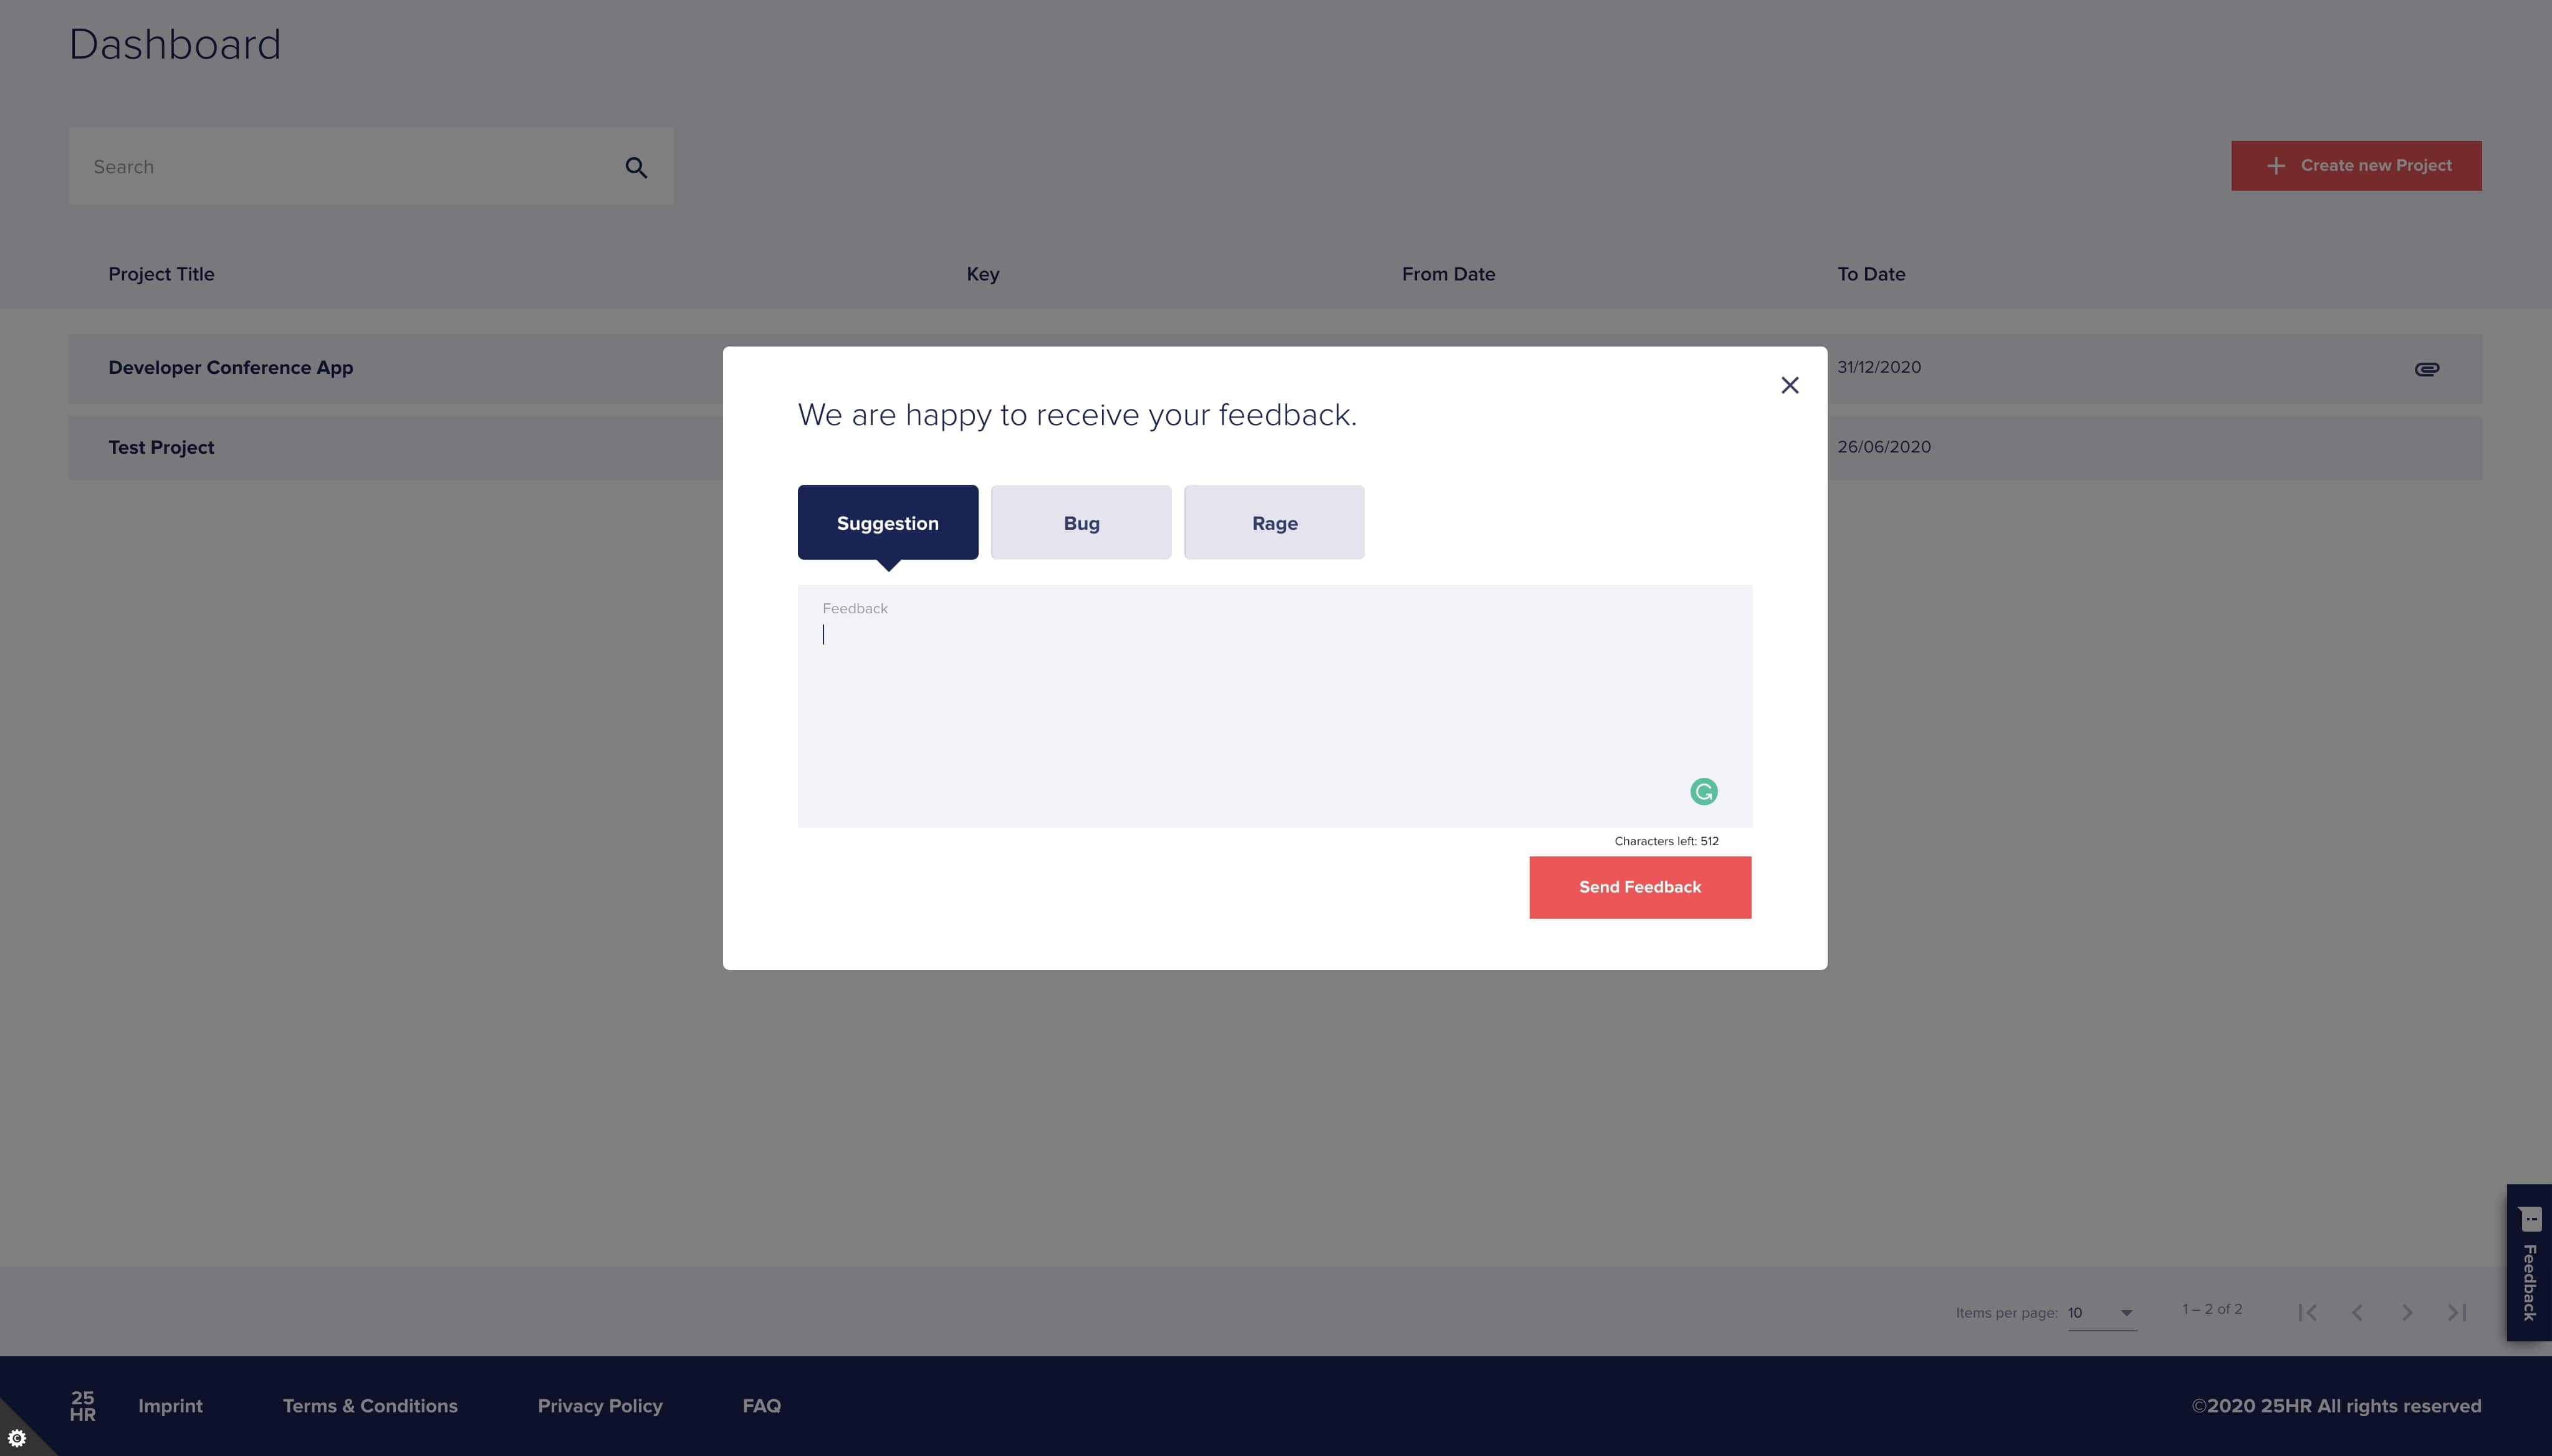 Dashboard
Search
Create new Project
Project Title Key From Date To Date
Developer Conference App 31/12/2020
Test Project 26/06/2020
We are happy to receive your feedback.
Suggestion Bug Rage
Feedback
Characters left: 512
Send Feedback
Feedback
Items per page: 10 1 – 2 of 2
25
HR
Imprint Terms & Conditions Privacy Policy FAQ ©2020 25HR All rights reserved